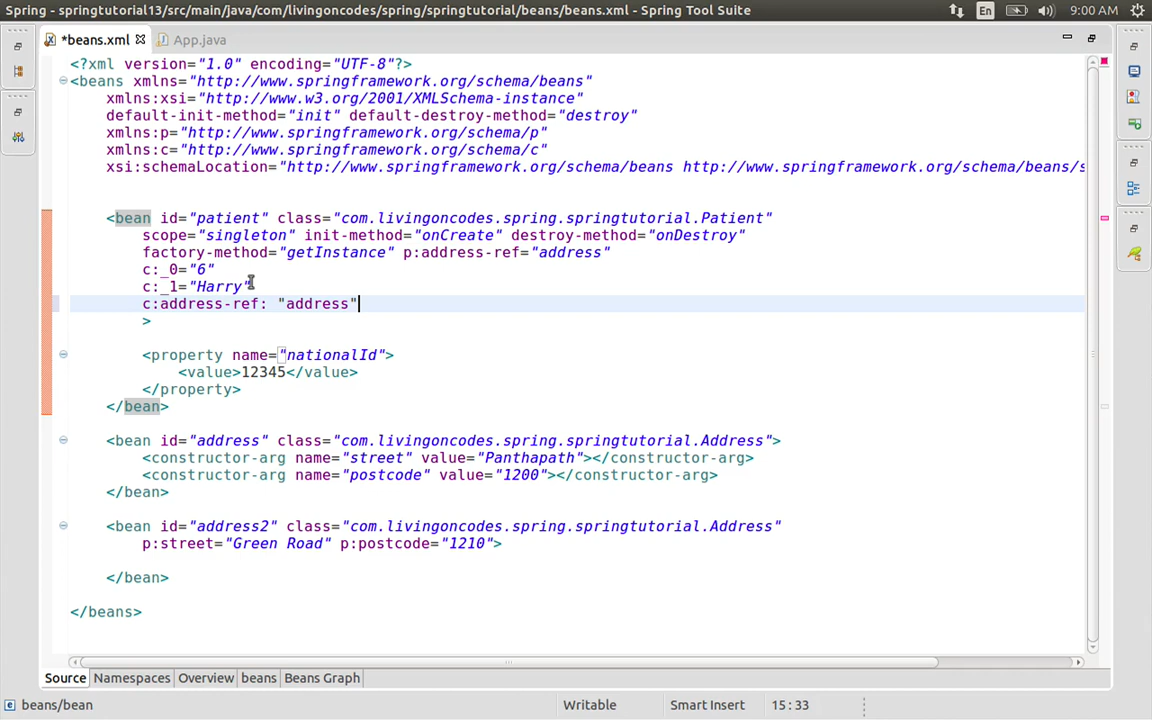 Spring - springtutorial13/src/main/java/com/livingoncodes/spring/springtutorial/beans/beans.xml - Spring Tool Suite
En
9:00 AM
*beans.xml
App.java
<?xml version="1.0" encoding="UTF-8"?>
<beans xmlns="http://www.springframework.org/schema/beans"
xmlns:xsi="http://www.w3.org/2001/XMLSchema-instance"
default-init-method="init" default-destroy-method="destroy"
xmlns:p="http://www.springframework.org/schema/p"
xmlns:c="http://www.springframework.org/schema/c"
xsi:schemaLocation="http://www.springframework.org/schema/beans http://www.springframework.org/schema/beans/s
<bean id="patient" class="com.livingoncodes.spring.springtutorial.Patient"
scope="singleton" init-method="onCreate" destroy-method="onDestroy"
factory-method="getInstance" p:address-ref="address"
c:_0="6"
c:_1="Harry"
c:address-ref: "address"
>
<property name="nationalId">
<value>12345</value>
</property>
</bean>
<bean id="address" class="com.livingoncodes.spring.springtutorial.Address">
<constructor-arg name="street" value="Panthapath"></constructor-arg>
<constructor-arg name="postcode" value="1200"></constructor-arg>
</bean>
<bean id="address2" class="com.livingoncodes.spring.springtutorial.Address"
p:street="Green Road" p:postcode="1210">
</bean>
</beans>
Source
Namespaces
Overview
beans
Beans Graph
beans/bean
Writable
Smart Insert
15 : 33